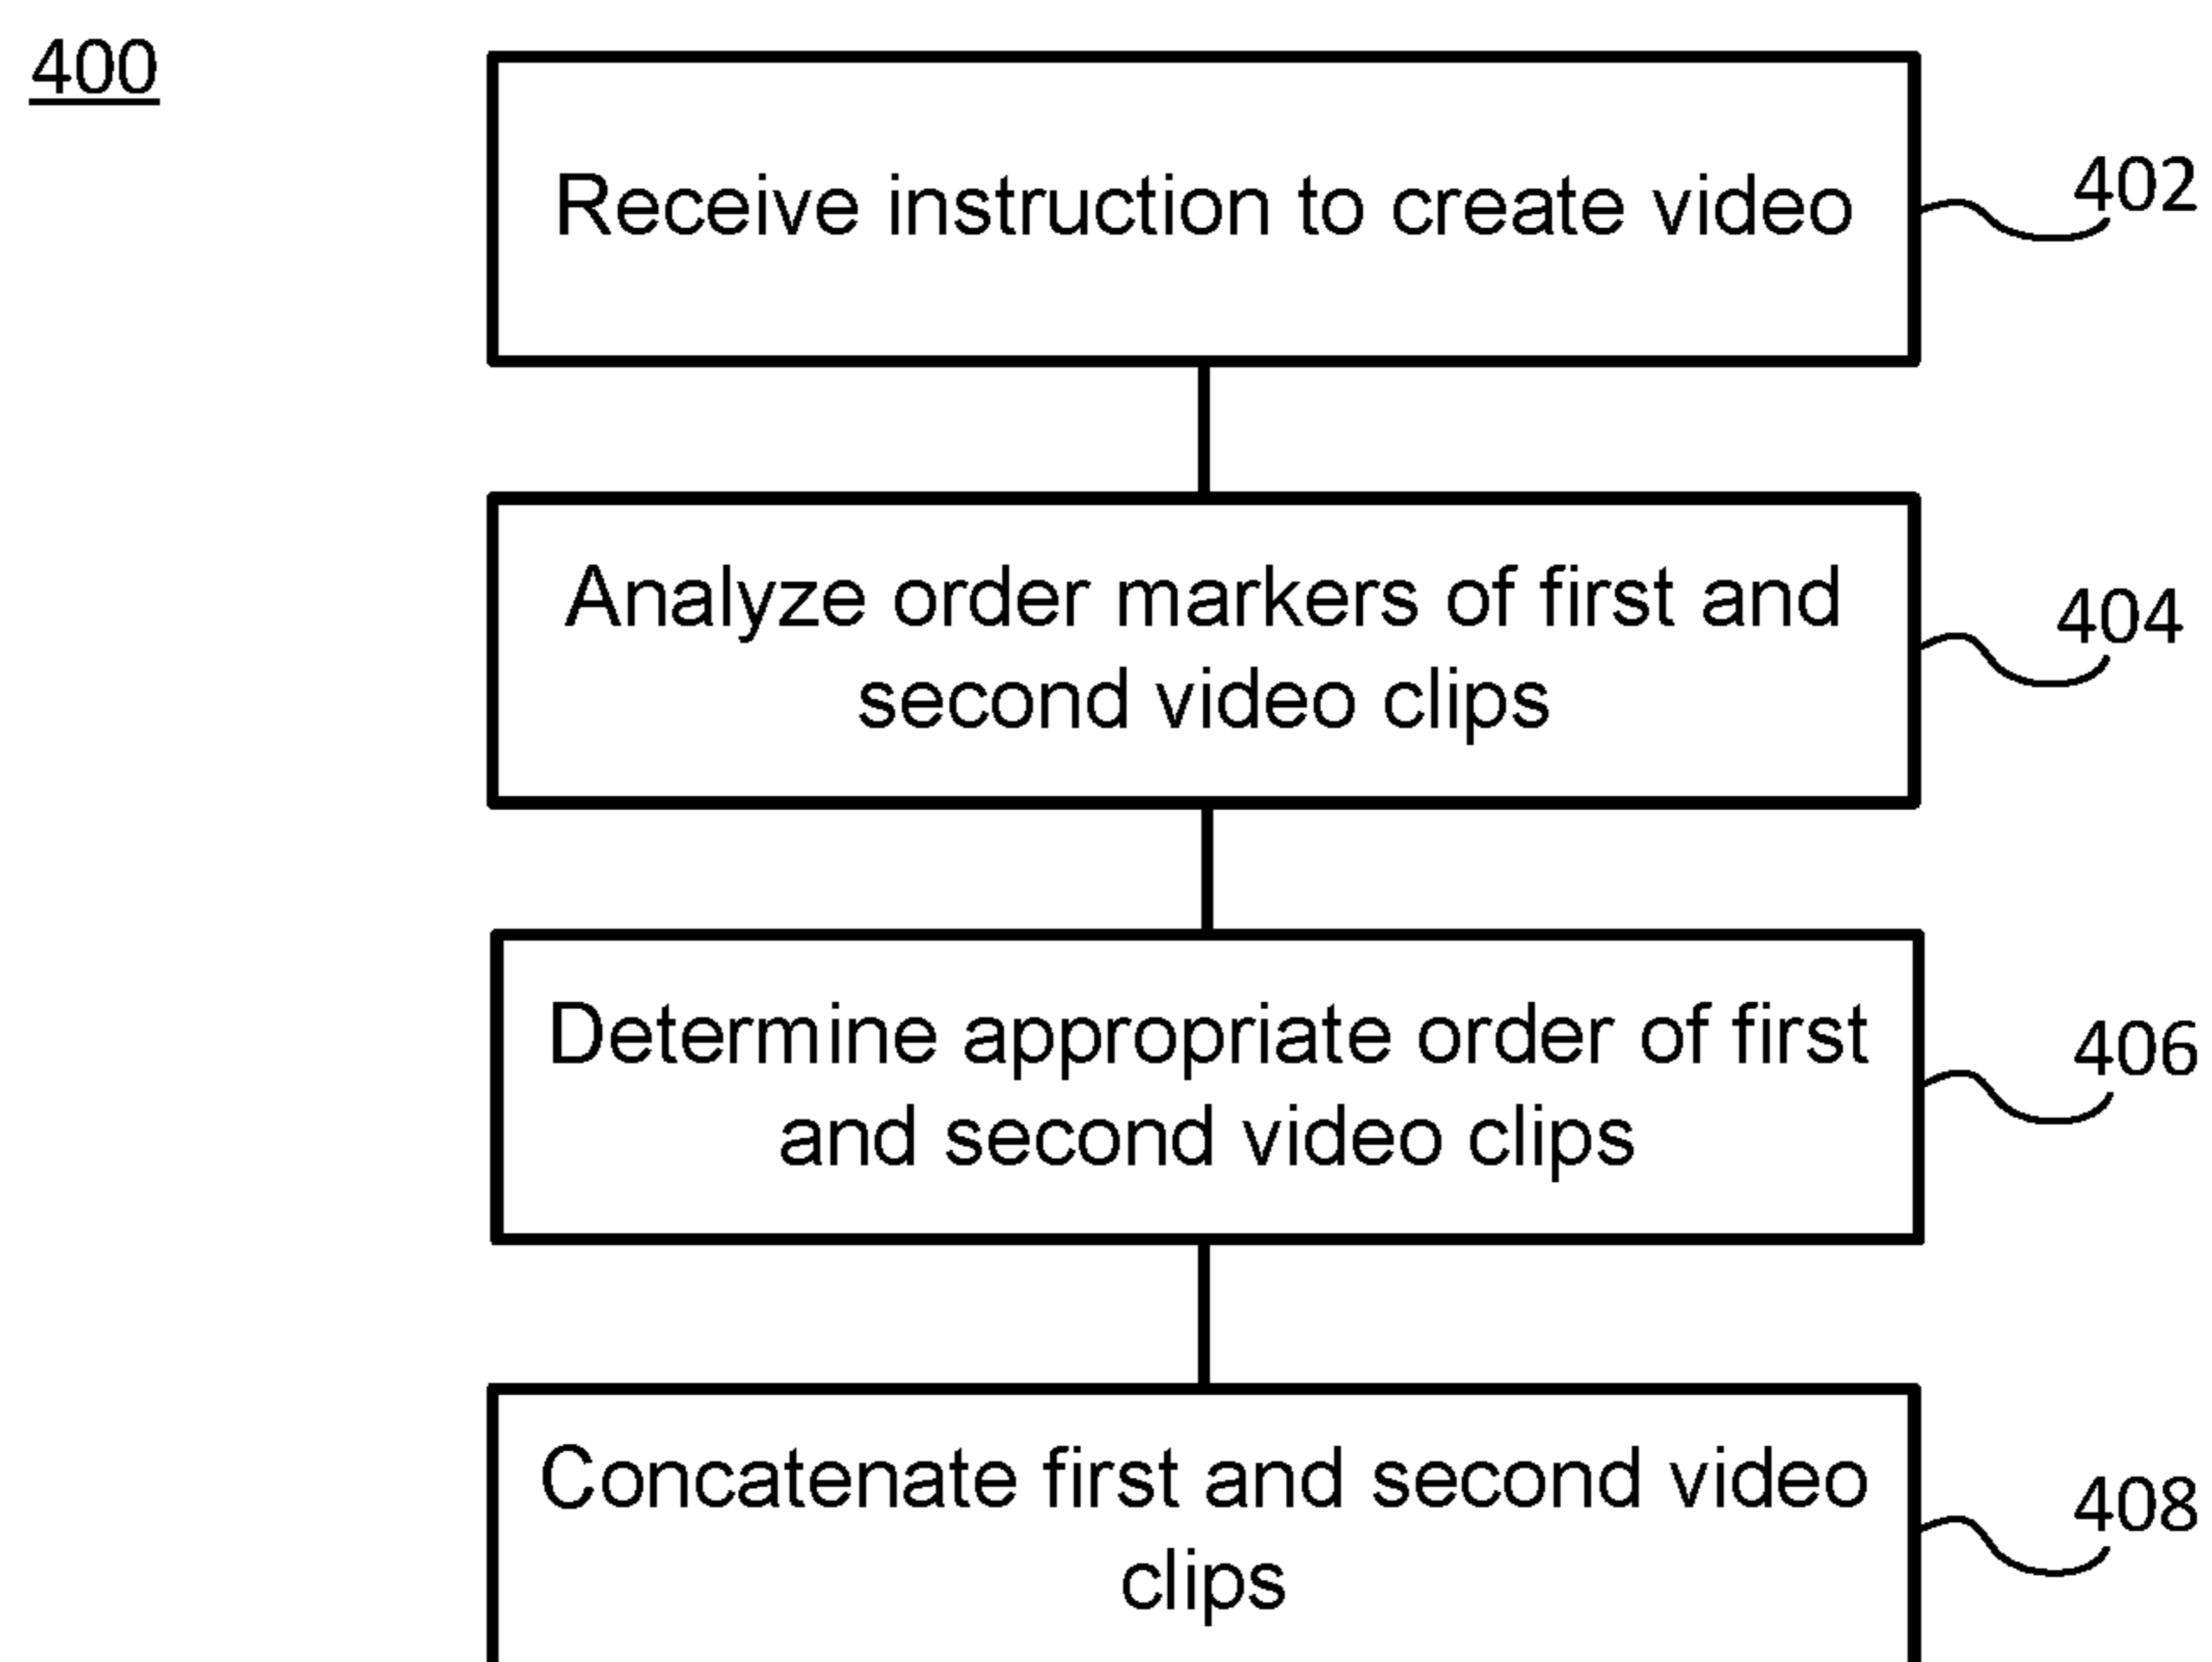 400
Receive instruction to create video
402
Analyze order markers of first and
second video clips
404
Determine appropriate order of first
and second video clips
406
Concatenate first and second video
clips
408